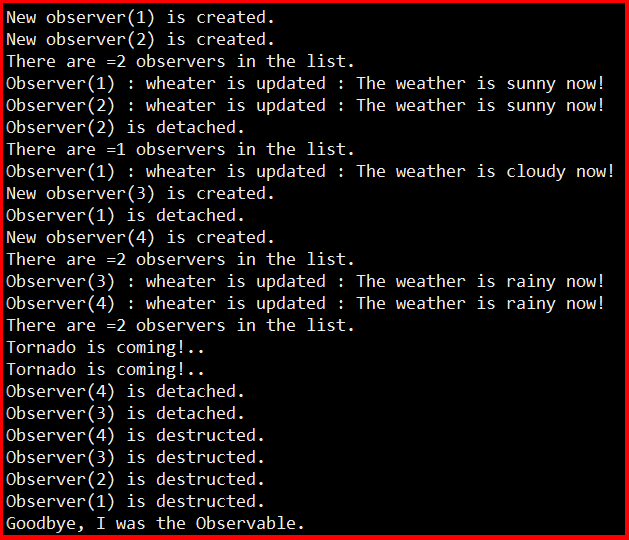 New observer(1) is created.
New observer(2) is created.
There are =2 observers in the list.
Observer(1) : wheater is updated : The weather is sunny now!
Observer(2) : wheater is updated : The weather is sunny now!
Observer(2) is detached.
There are =1 observers in the list.
Observer(1) : wheater is updated : The weather is cloudy now!
New observer(3) is created.
Observer(1) is detached.
New observer(4) is created.
There are =2 observers in the list.
Observer(3) : wheater is updated : The weather is rainy now!
Observer(4) : wheater is updated : The weather is rainy now!
There are =2 observers in the list.
Tornado is coming!..
Tornado is coming!..
Observer(4) is detached.
Observer(3) is detached.
Observer(4) is destructed.
Observer(3) is destructed.
Observer(2) is destructed.
Observer(1) is destructed.
Goodbye, I was the Observable.